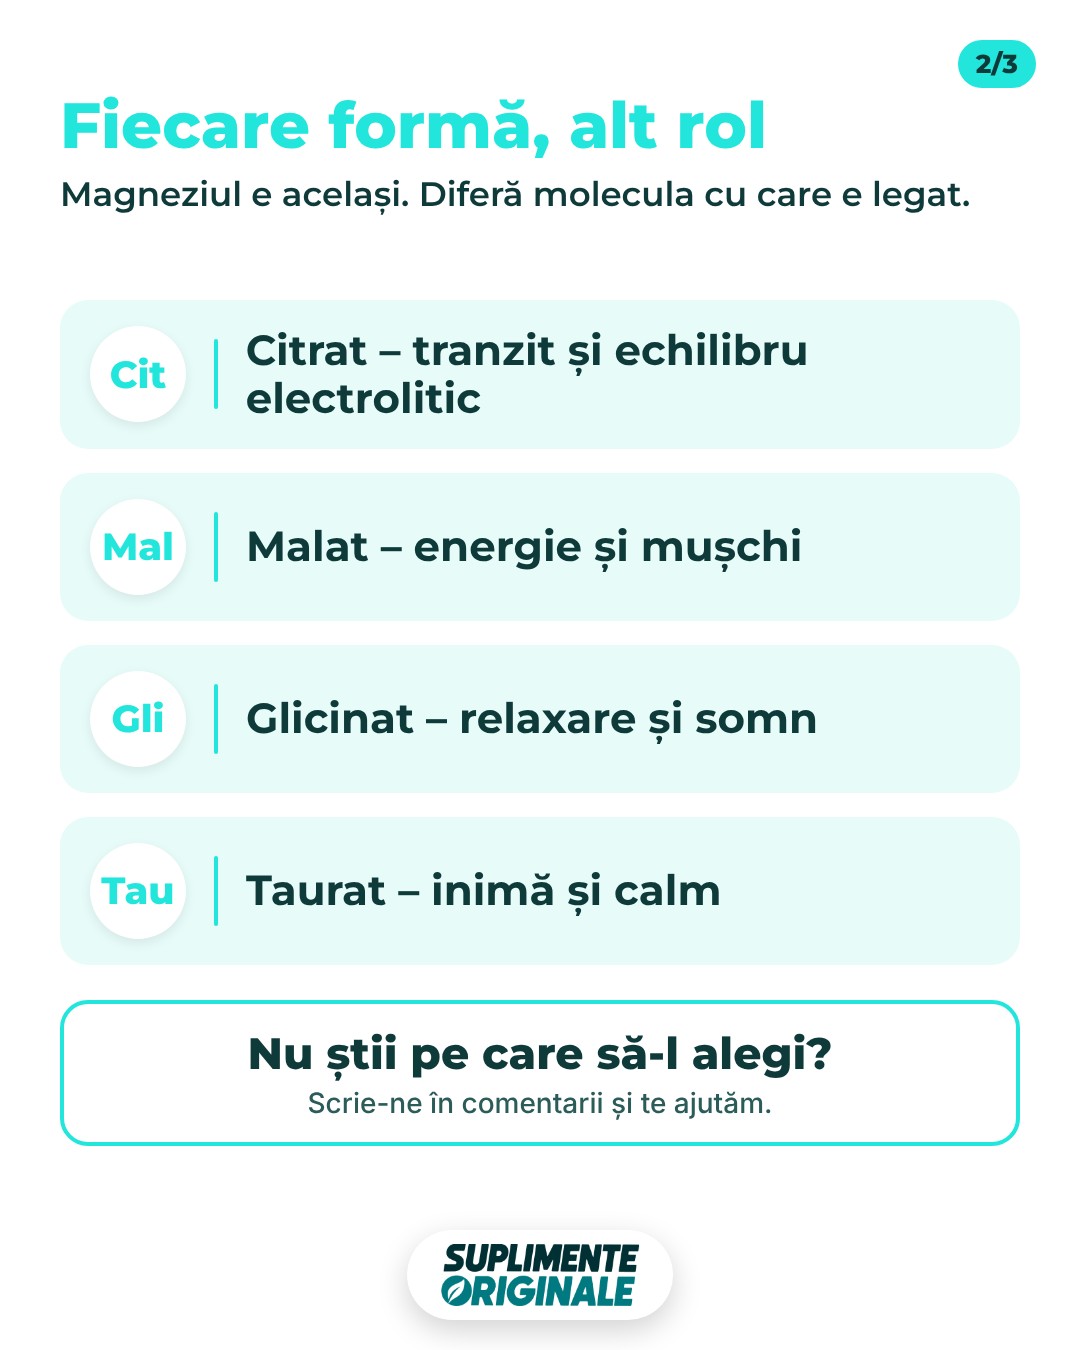 2/3
Fiecare formă, alt rol
Magneziul e același. Diferă molecula cu care e legat.
Cit
Citrat – tranzit și echilibru
electrolitic
Mal
Malat – energie și mușchi
Gli
Glicinat – relaxare și somn
Tau
Taurat – inimă și calm
Nu știi pe care să-l alegi?
Scrie-ne în comentarii și te ajutăm.
SUPLIMENTE
ORIGINALE